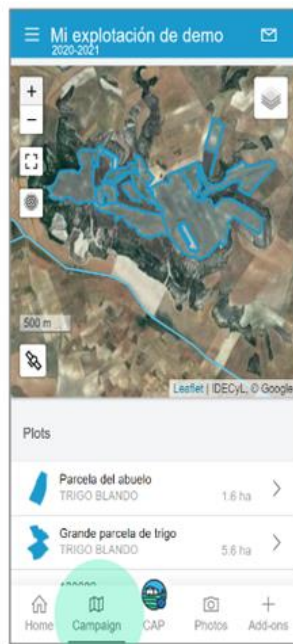 Mi explotación de demo
2020-2021
+
−
500 m
Leaflet | IDECyL, © Google
Plots
Parcela del abuelo
TRIGO BLANDO
1.6 ha
Grande parcela de trigo
TRIGO BLANDO
5.6 ha
Home
Campaign
CAP
Photos
Add-ons